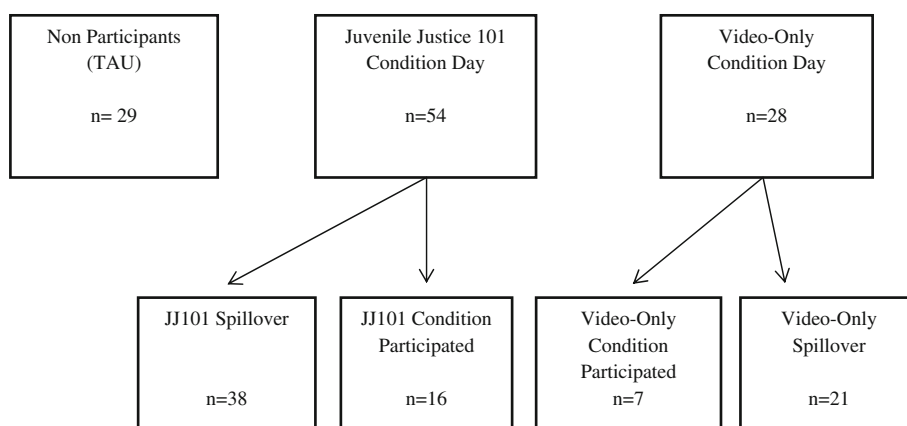 Non Participants
(TAU)
n= 29
Juvenile Justice 101
Condition Day
n=54
Video-Only
Condition Day
n=28
JJ101 Spillover
n=38
JJ101 Condition
Participated
n=16
Video-Only
Condition
Participated
n=7
Video-Only
Spillover
n=21